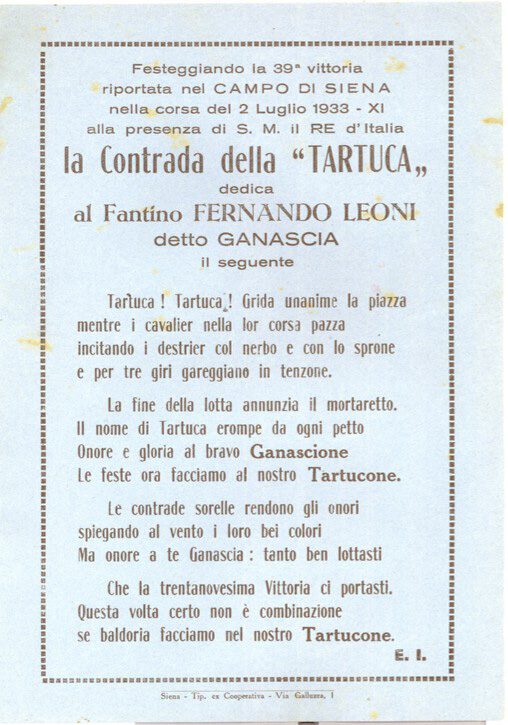 Festeggiando la 39ª vittoria
riportata nel CAMPO DI SIENA
nella corsa del 2 Luglio 1933 - XI
alla presenza di S. M. il RE d'Italia
la Contrada della “TARTUCA„
dedica
al Fantino FERNANDO LEONI
detto GANASCIA
il seguente
Tartuca ! Tartuca ! Grida unanime la piazza
mentre i cavalier nella lor corsa pazza
incitando i destrier col nerbo e con lo sprone
e per tre giri gareggiano in tenzone.
La fine della lotta annunzia il mortaretto.
Il nome di Tartuca erompe da ogni petto
Onore e gloria al bravo Ganascione
Le feste ora facciamo al nostro Tartucone.
Le contrade sorelle rendono gli onori
spiegando al vento i loro bei colori
Ma onore a te Ganascia : tanto ben lottasti
Che la trentanovesima Vittoria ci portasti.
Questa volta certo non è combinazione
se baldoria facciamo nel nostro Tartucone.
E. I.
Siena - Tip. ex Cooperativa - Via Galluzza, 1